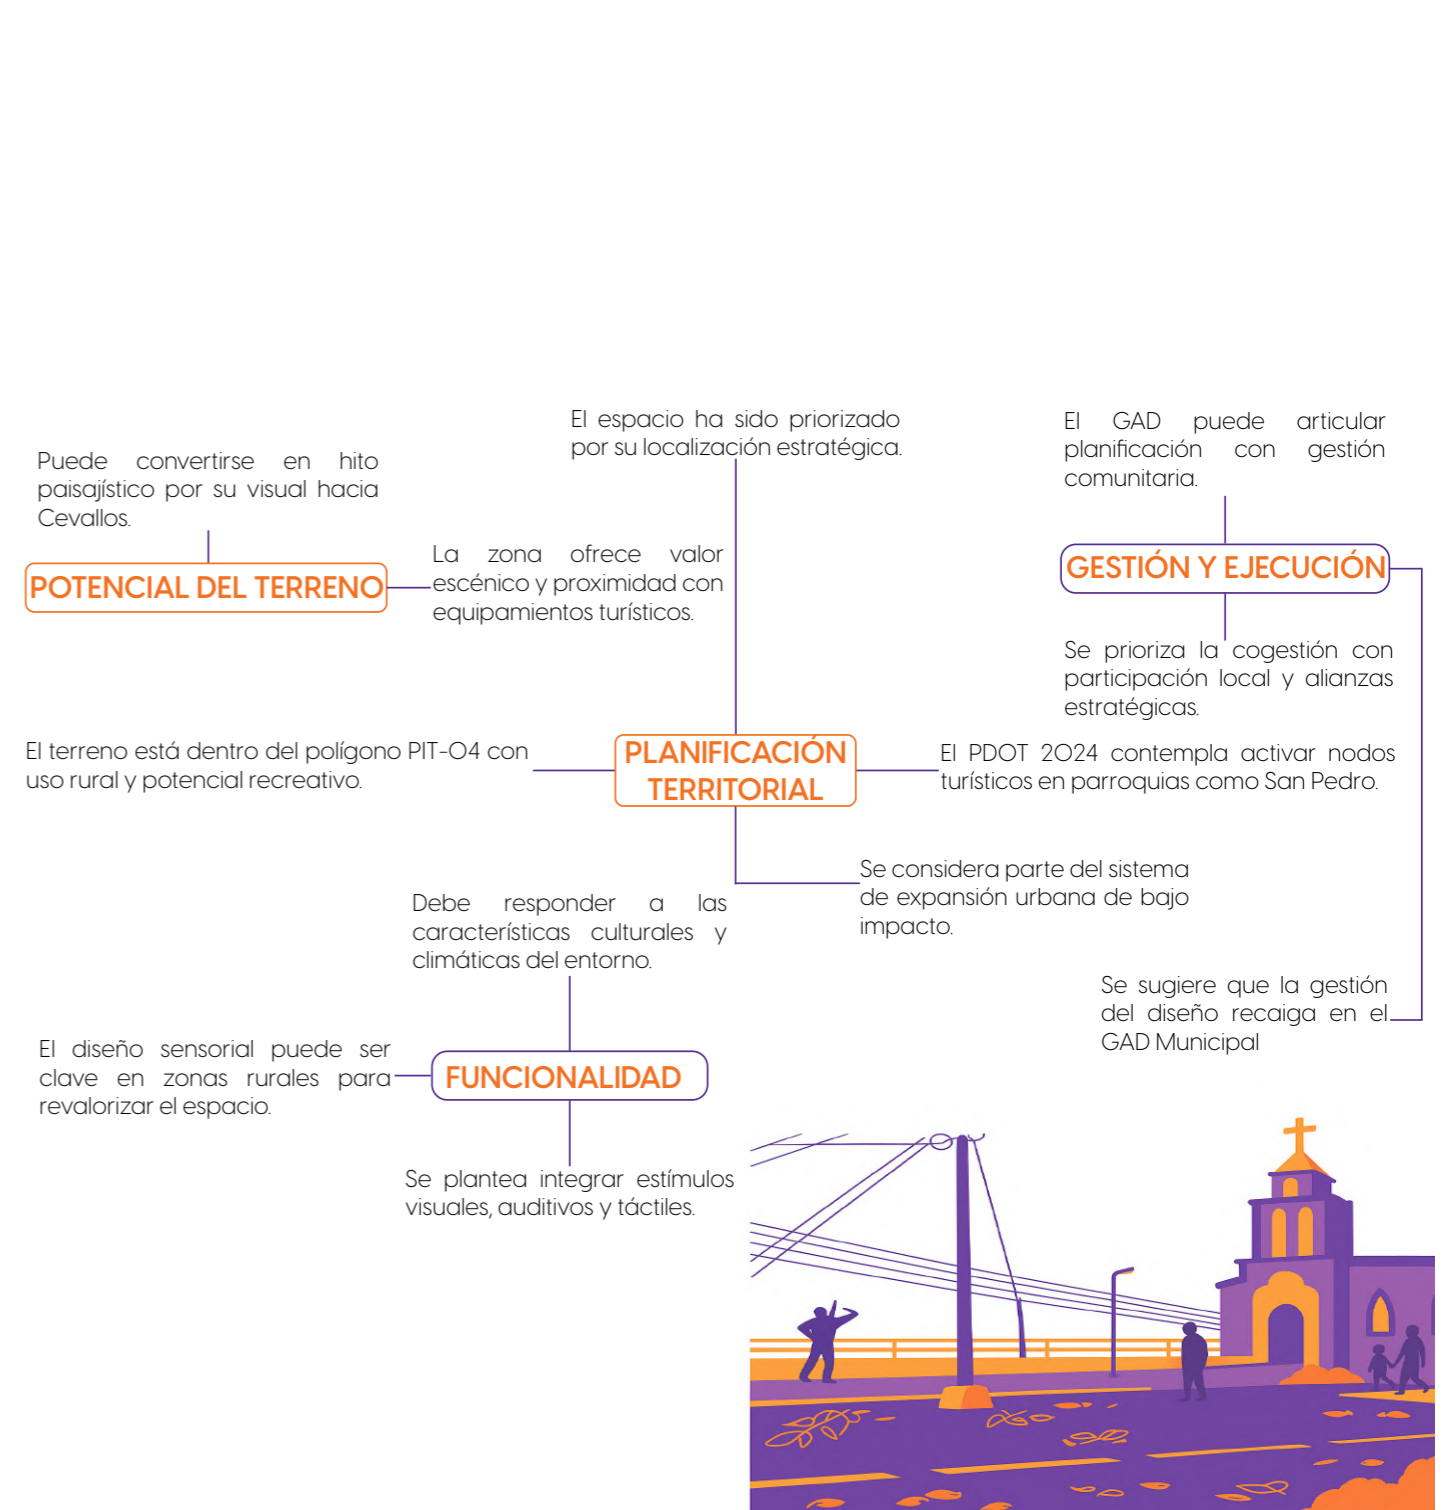 Puede convertirse en hito
paisajístico por su visual hacia
Cevallos.
POTENCIAL DEL TERRENO
La zona ofrece valor
escénico y proximidad con
equipamientos turísticos.
El espacio ha sido priorizado
por su localización estratégica.
El GAD puede articular
planificación con gestión
comunitaria.
GESTIÓN Y EJECUCIÓN
Se prioriza la cogestión con
participación local y alianzas
estratégicas.
El terreno está dentro del polígono PIT-04 con
uso rural y potencial recreativo.
PLANIFICACIÓN
TERRITORIAL
El PDOT 2024 contempla activar nodos
turísticos en parroquias como San Pedro.
Se considera parte del sistema
de expansión urbana de bajo
impacto.
Debe responder a las
características culturales y
climáticas del entorno.
Se sugiere que la gestión
del diseño recaiga en el
GAD Municipal
El diseño sensorial puede ser
clave en zonas rurales para
revalorizar el espacio.
FUNCIONALIDAD
Se plantea integrar estímulos
visuales, auditivos y táctiles.